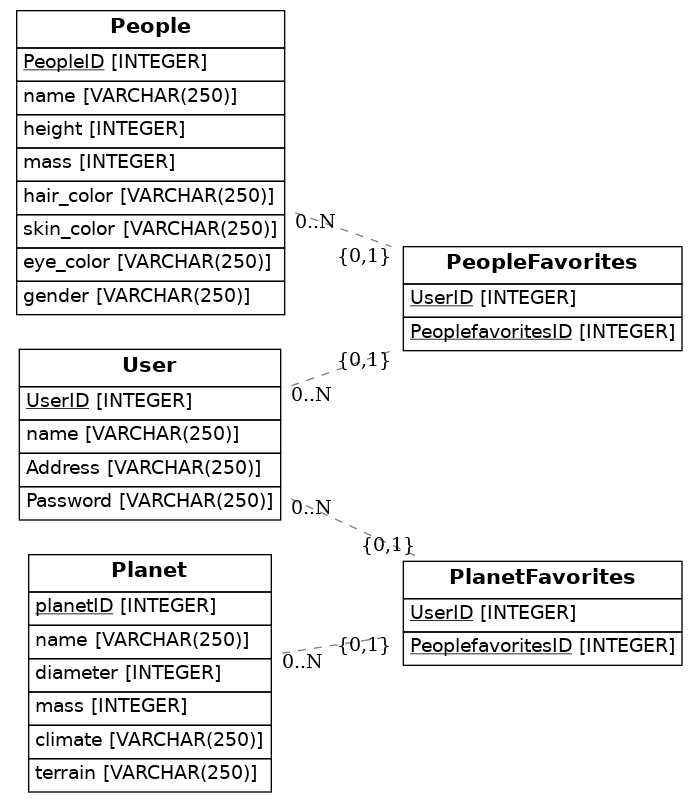 People
PeopleID [INTEGER]
name [VARCHAR(250)]
height [INTEGER]
mass [INTEGER]
hair_color [VARCHAR(250)]
skin_color [VARCHAR(250)]
eye_color [VARCHAR(250)]
gender [VARCHAR(250)]
0..N
{0,1}
PeopleFavorites
UserID [INTEGER]
PeoplefavoritesID [INTEGER]
User
UserID [INTEGER]
name [VARCHAR(250)]
Address [VARCHAR(250)]
Password [VARCHAR(250)]
{0,1}
0..N
0..N
{0,1}
PlanetFavorites
UserID [INTEGER]
PeoplefavoritesID [INTEGER]
Planet
planetID [INTEGER]
name [VARCHAR(250)]
diameter [INTEGER]
mass [INTEGER]
climate [VARCHAR(250)]
terrain [VARCHAR(250)]
{0,1}
0..N